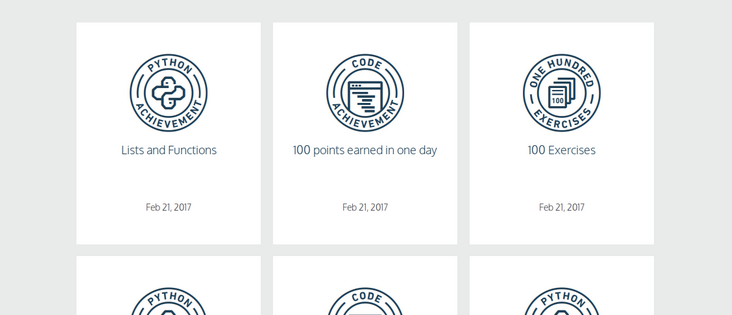 PYTHON
ACHIEVEMENT
Lists and Functions
Feb 21, 2017
CODE
ACHIEVEMENT
100 points earned in one day
Feb 21, 2017
ONE HUNDRED
100
EXERCISES
100 Exercises
Feb 21, 2017
PYTHON
CODE
PYTHON